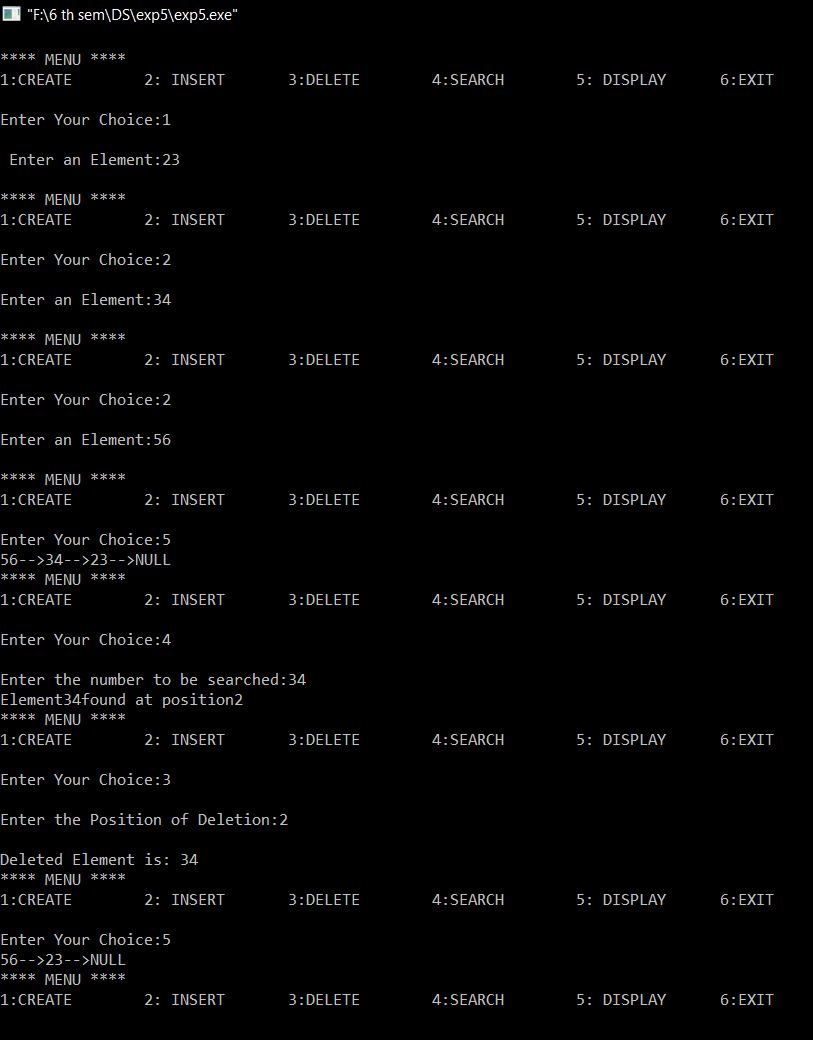 "F:\6 th sem\DS\exp5\exp5.exe"
**** MENU ****
1:CREATE        2: INSERT       3:DELETE        4:SEARCH        5: DISPLAY      6:EXIT
Enter Your Choice:1
 Enter an Element:23
**** MENU ****
1:CREATE        2: INSERT       3:DELETE        4:SEARCH        5: DISPLAY      6:EXIT
Enter Your Choice:2
Enter an Element:34
**** MENU ****
1:CREATE        2: INSERT       3:DELETE        4:SEARCH        5: DISPLAY      6:EXIT
Enter Your Choice:2
Enter an Element:56
**** MENU ****
1:CREATE        2: INSERT       3:DELETE        4:SEARCH        5: DISPLAY      6:EXIT
Enter Your Choice:5
56-->34-->23-->NULL
**** MENU ****
1:CREATE        2: INSERT       3:DELETE        4:SEARCH        5: DISPLAY      6:EXIT
Enter Your Choice:4
Enter the number to be searched:34
Element34found at position2
**** MENU ****
1:CREATE        2: INSERT       3:DELETE        4:SEARCH        5: DISPLAY      6:EXIT
Enter Your Choice:3
Enter the Position of Deletion:2
Deleted Element is: 34
**** MENU ****
1:CREATE        2: INSERT       3:DELETE        4:SEARCH        5: DISPLAY      6:EXIT
Enter Your Choice:5
56-->23-->NULL
**** MENU ****
1:CREATE        2: INSERT       3:DELETE        4:SEARCH        5: DISPLAY      6:EXIT